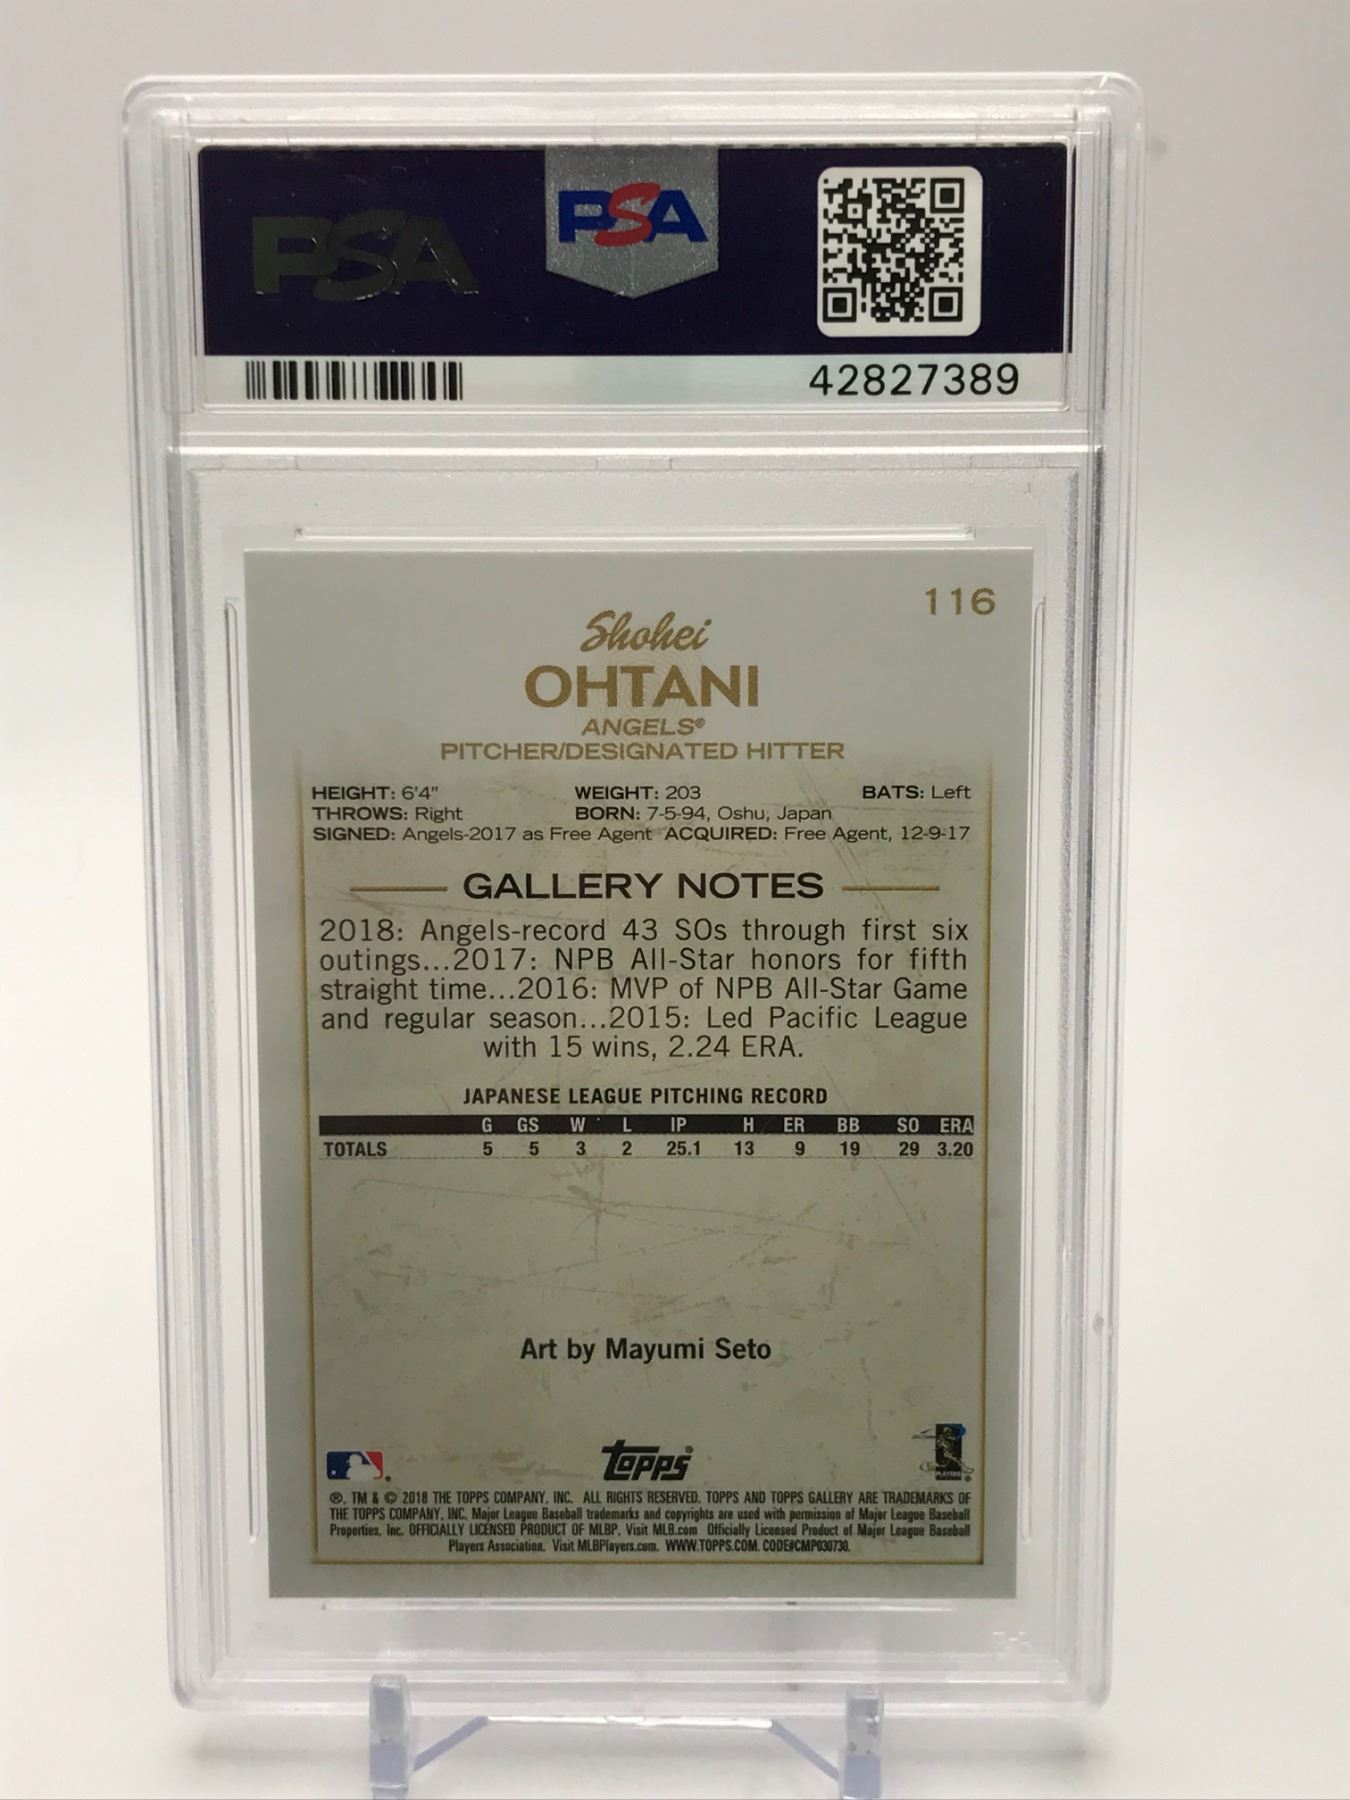 PSA
PSA
42827389
116
Shohei
OHTANI
ANGELS®
PITCHER/DESIGNATED HITTER
HEIGHT: 6'4" WEIGHT: 203 BATS: Left
THROWS: Right BORN: 7-5-94, Oshu, Japan
SIGNED: Angels-2017 as Free Agent ACQUIRED: Free Agent, 12-9-17
GALLERY NOTES
2018: Angels-record 43 SOs through first six
outings...2017: NPB All-Star honors for fifth
straight time...2016: MVP of NPB All-Star Game
and regular season...2015: Led Pacific League
with 15 wins, 2.24 ERA.
JAPANESE LEAGUE PITCHING RECORD
G GS W L IP H ER BB SO ERA
TOTALS 5 5 3 2 25.1 13 9 19 29 3.20
Art by Mayumi Seto
topps®
®, TM & © 2018 THE TOPPS COMPANY, INC. ALL RIGHTS RESERVED. TOPPS AND TOPPS GALLERY ARE TRADEMARKS OF
THE TOPPS COMPANY, INC. Major League Baseball trademarks and copyrights are used with permission of Major League Baseball
Properties, Inc. OFFICIALLY LICENSED PRODUCT OF MLBP. Visit MLB.com Officially Licensed Product of Major League Baseball
Players Association. Visit MLBPlayers.com. WWW.TOPPS.COM. CODE#CMP030730.